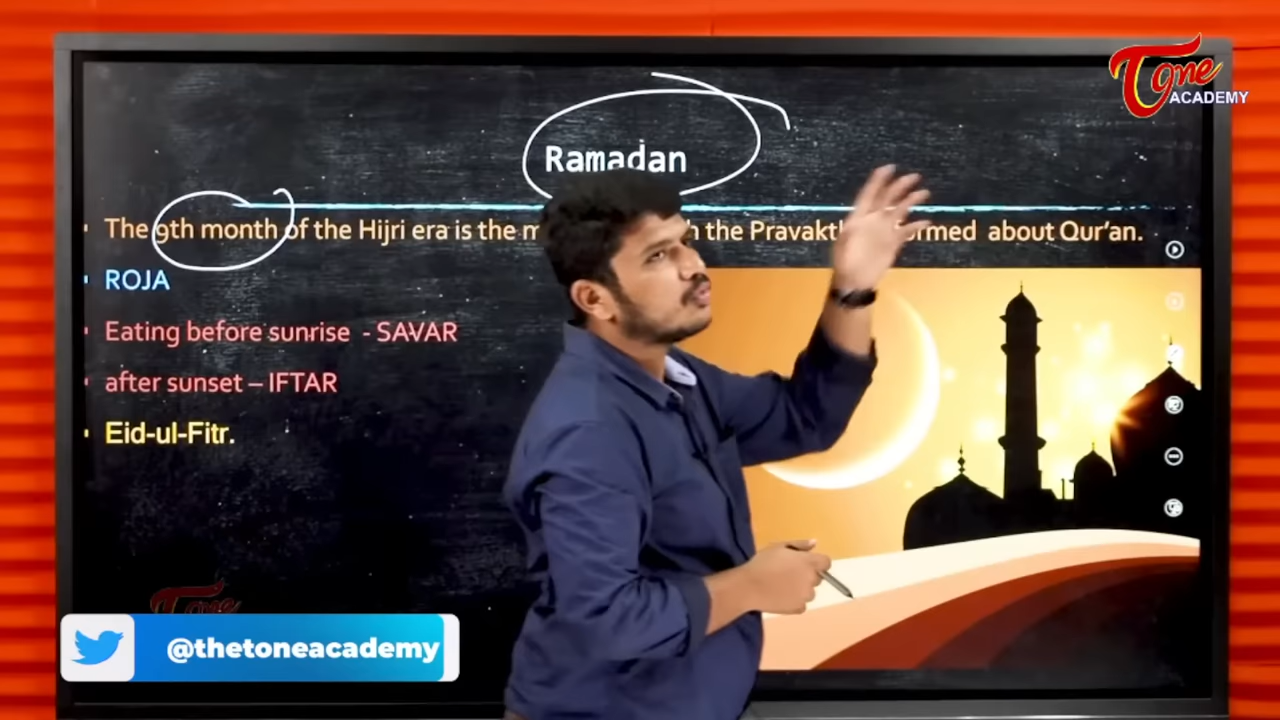 Tone
ACADEMY
Ramadan
The 9th month of the Hijri era is the the about Qur'an.
ROJA
Eating before sunrise - SAVAR
after sunset – IFTAR
Eid-ul-Fitr.
Tone
@thetoneacademy